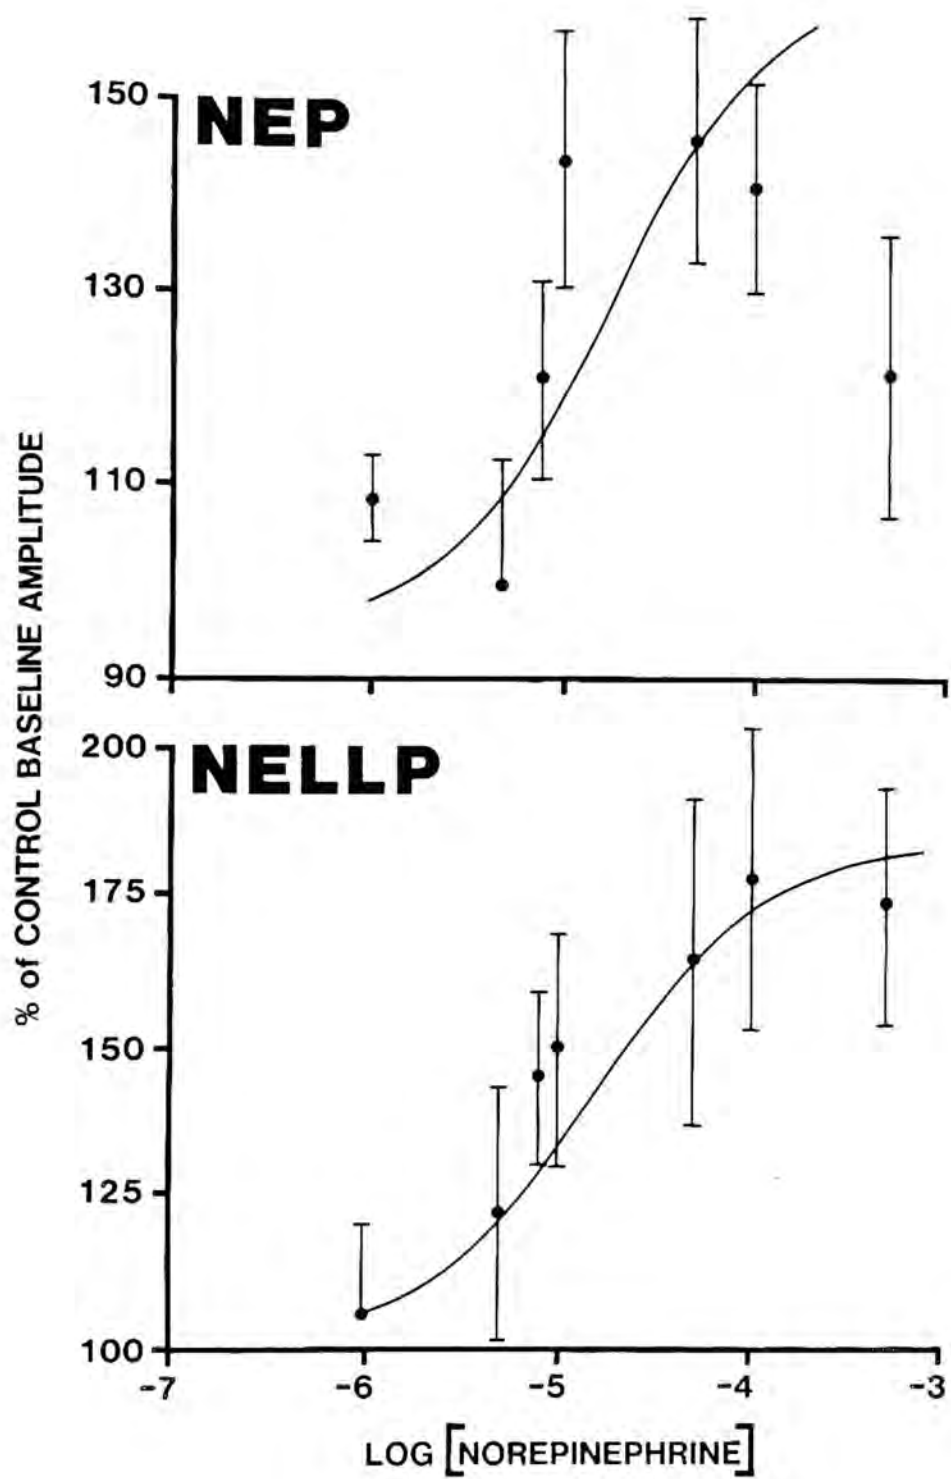 150
NEP
130
110
90
% of CONTROL BASELINE AMPLITUDE
200
NELLP
175
150
125
100
-7 -6 -5 -4 -3
LOG [NOREPINEPHRINE]